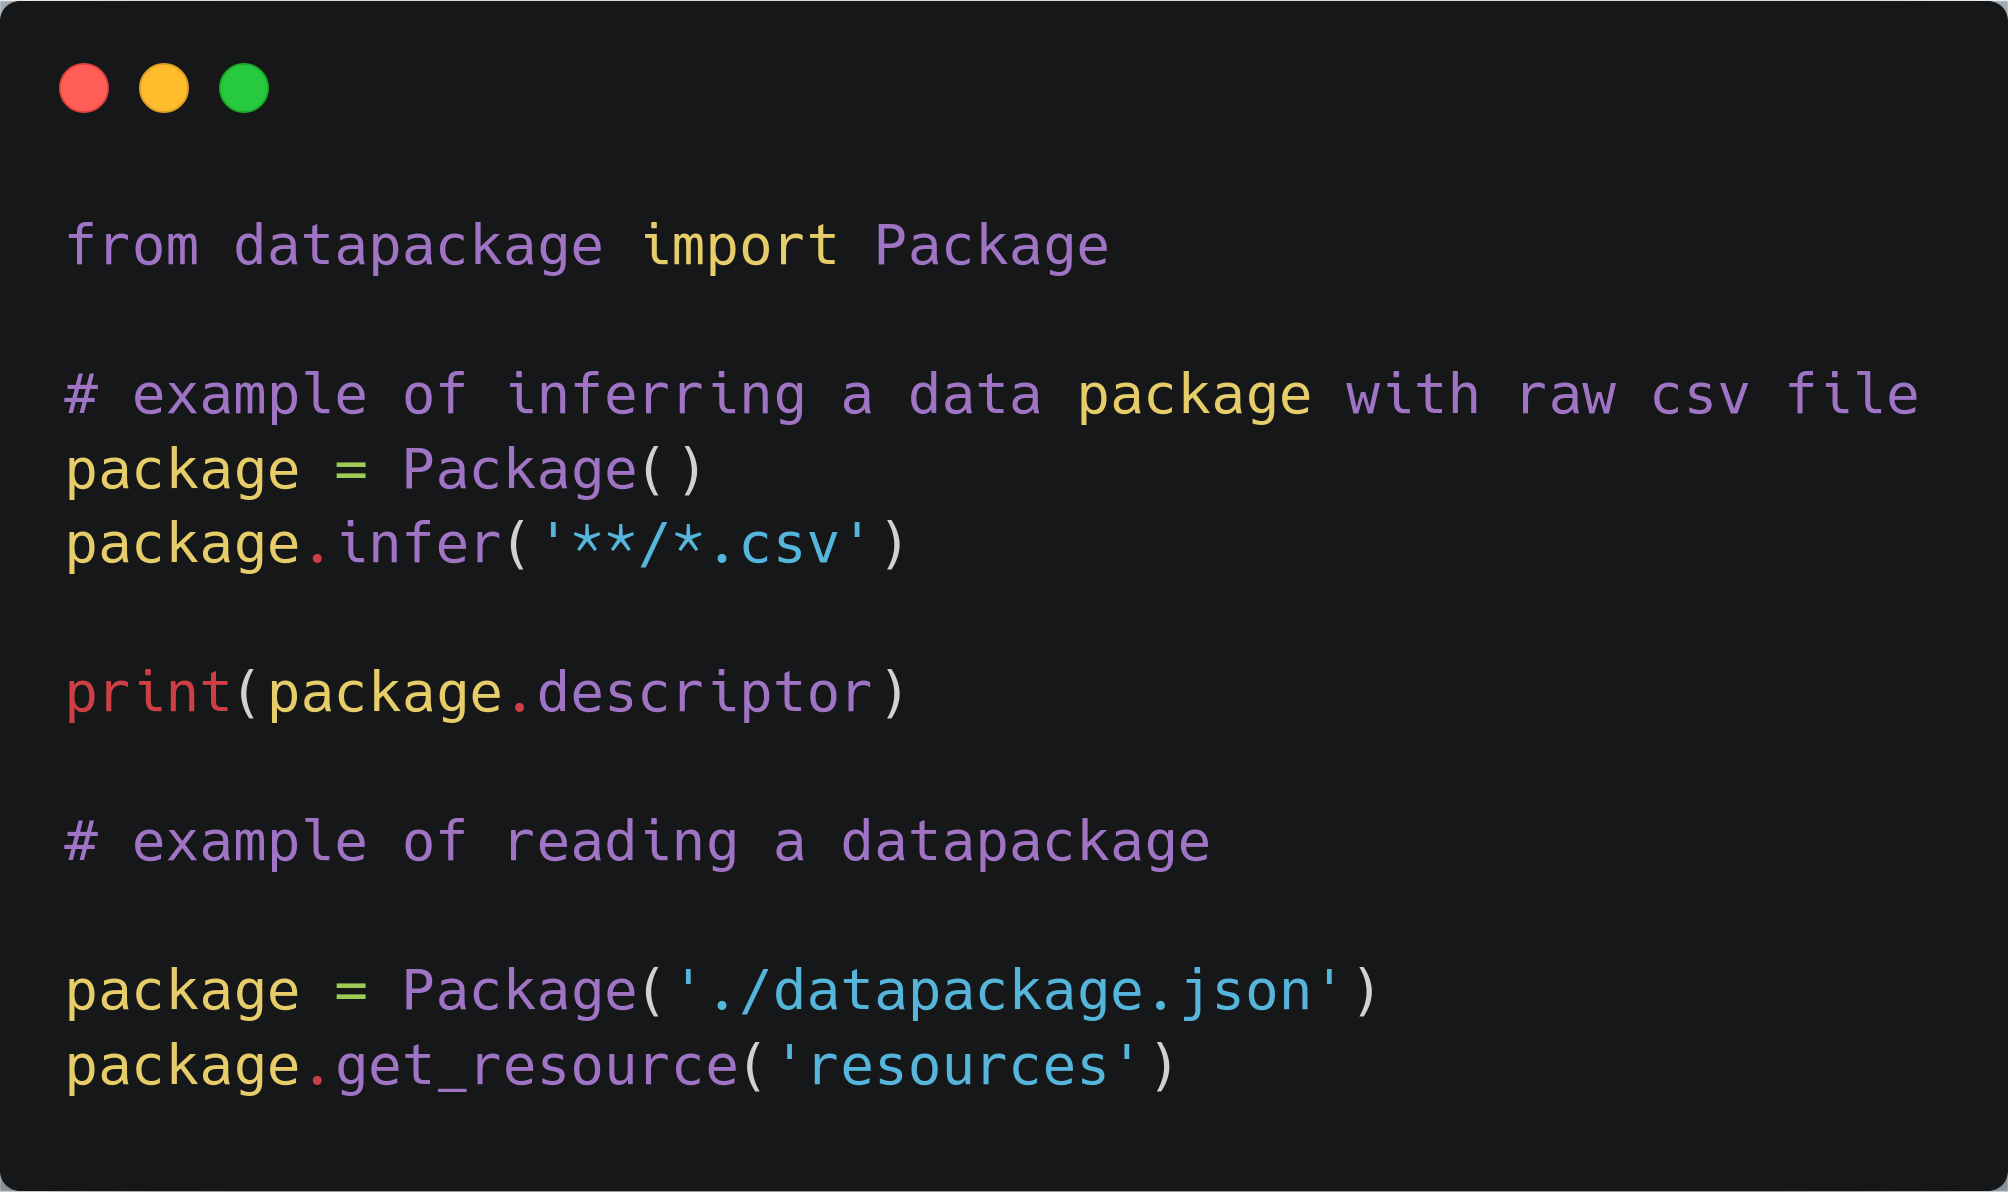 from datapackage import Package
# example of inferring a data package with raw csv file
package = Package()
package.infer('**/*.csv')
print(package.descriptor)
# example of reading a datapackage
package = Package('./datapackage.json')
package.get_resource('resources')